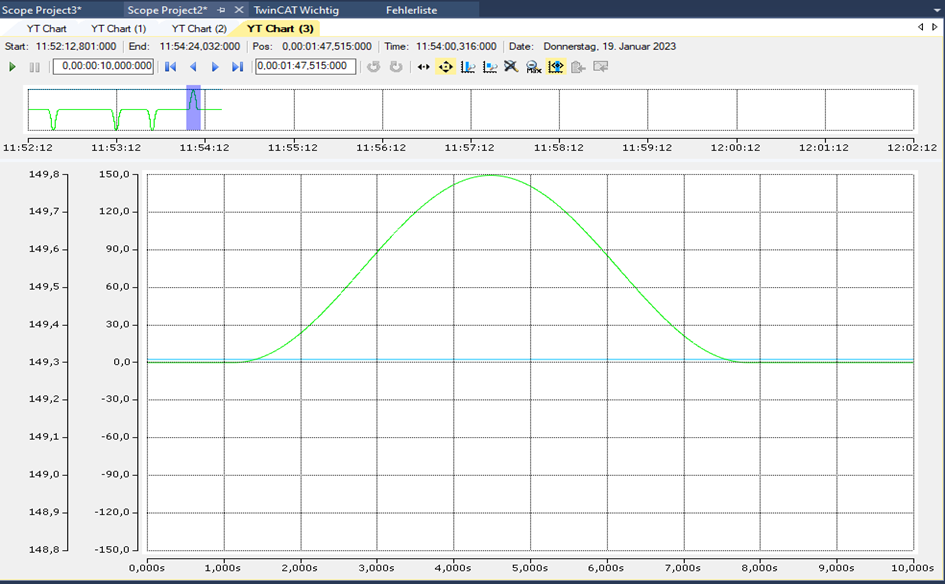 Scope Project3* Scope Project2* TwinCAT Wichtig Fehlerliste
YT Chart YT Chart (1) YT Chart (2) YT Chart (3)
Start: 11:52:12,801:000 End: 11:54:24,032:000 Pos: 0,00:01:47,515:000 Time: 11:54:00,316:000 Date: Donnerstag, 19. Januar 2023
0,00:00:10,000:000 0,00:01:47,515:000
11:52:12 11:53:12 11:54:12 11:55:12 11:56:12 11:57:12 11:58:12 11:59:12 12:00:12 12:01:12 12:02:12
149,8 150,0
149,7 120,0
149,6 90,0
149,5 60,0
149,4 30,0
149,3 0,0
149,2 -30,0
149,1 -60,0
149,0 -90,0
148,9 -120,0
148,8 -150,0
0,000s 1,000s 2,000s 3,000s 4,000s 5,000s 6,000s 7,000s 8,000s 9,000s 10,000s